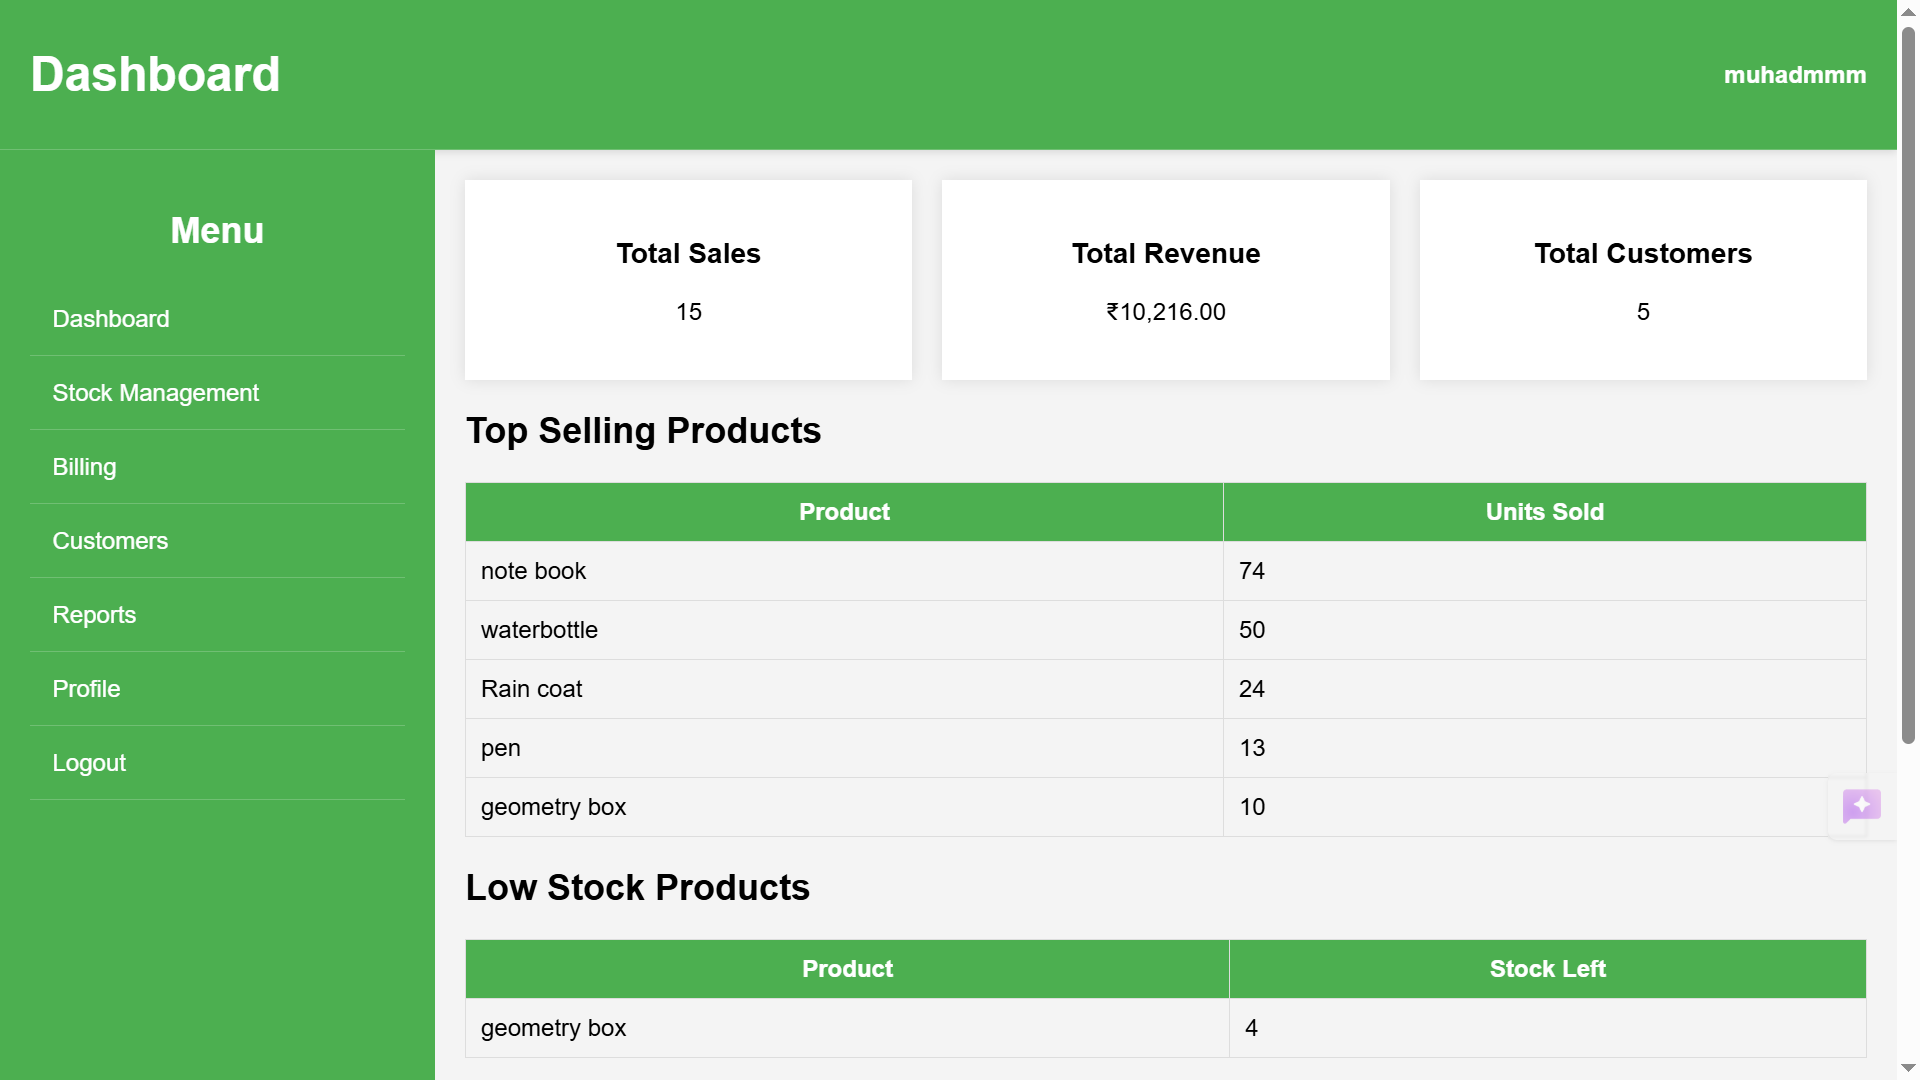 Dashboard
muhadmmm
Menu
Dashboard
Stock Management
Billing
Customers
Reports
Profile
Logout
Total Sales
15
Total Revenue
₹10,216.00
Total Customers
5
Top Selling Products
Product Units Sold
note book 74
waterbottle 50
Rain coat 24
pen 13
geometry box 10
Low Stock Products
Product Stock Left
geometry box 4